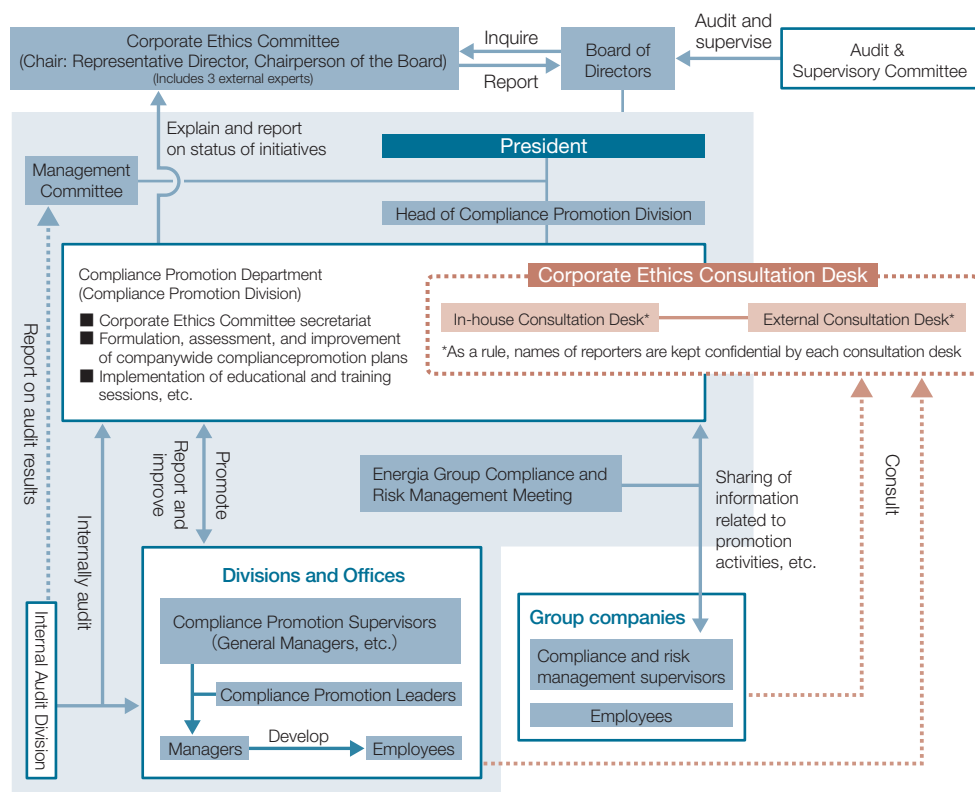 Corporate Ethics Committee
(Chair: Representative Director, Chairperson of the Board)
(Includes 3 external experts)
Inquire
Report
Board of
Directors
Audit and
supervise
Audit &
Supervisory Committee
Explain and report
on status of initiatives
President
Management
Committee
Head of Compliance Promotion Division
Compliance Promotion Department
(Compliance Promotion Division)
■ Corporate Ethics Committee secretariat
■ Formulation, assessment, and improvement
of companywide compliancepromotion plans
■ Implementation of educational and training
sessions, etc.
Corporate Ethics Consultation Desk
In-house Consultation Desk*
External Consultation Desk*
*As a rule, names of reporters are kept confidential by each consultation desk
Report on audit results
Internally audit
Report and
improve
Promote
Energia Group Compliance and
Risk Management Meeting
Sharing of
information
related to
promotion
activities, etc.
Consult
Divisions and Offices
Compliance Promotion Supervisors
(General Managers, etc.)
Compliance Promotion Leaders
Managers
Develop
Employees
Group companies
Compliance and risk
management supervisors
Employees
Internal Audit Division